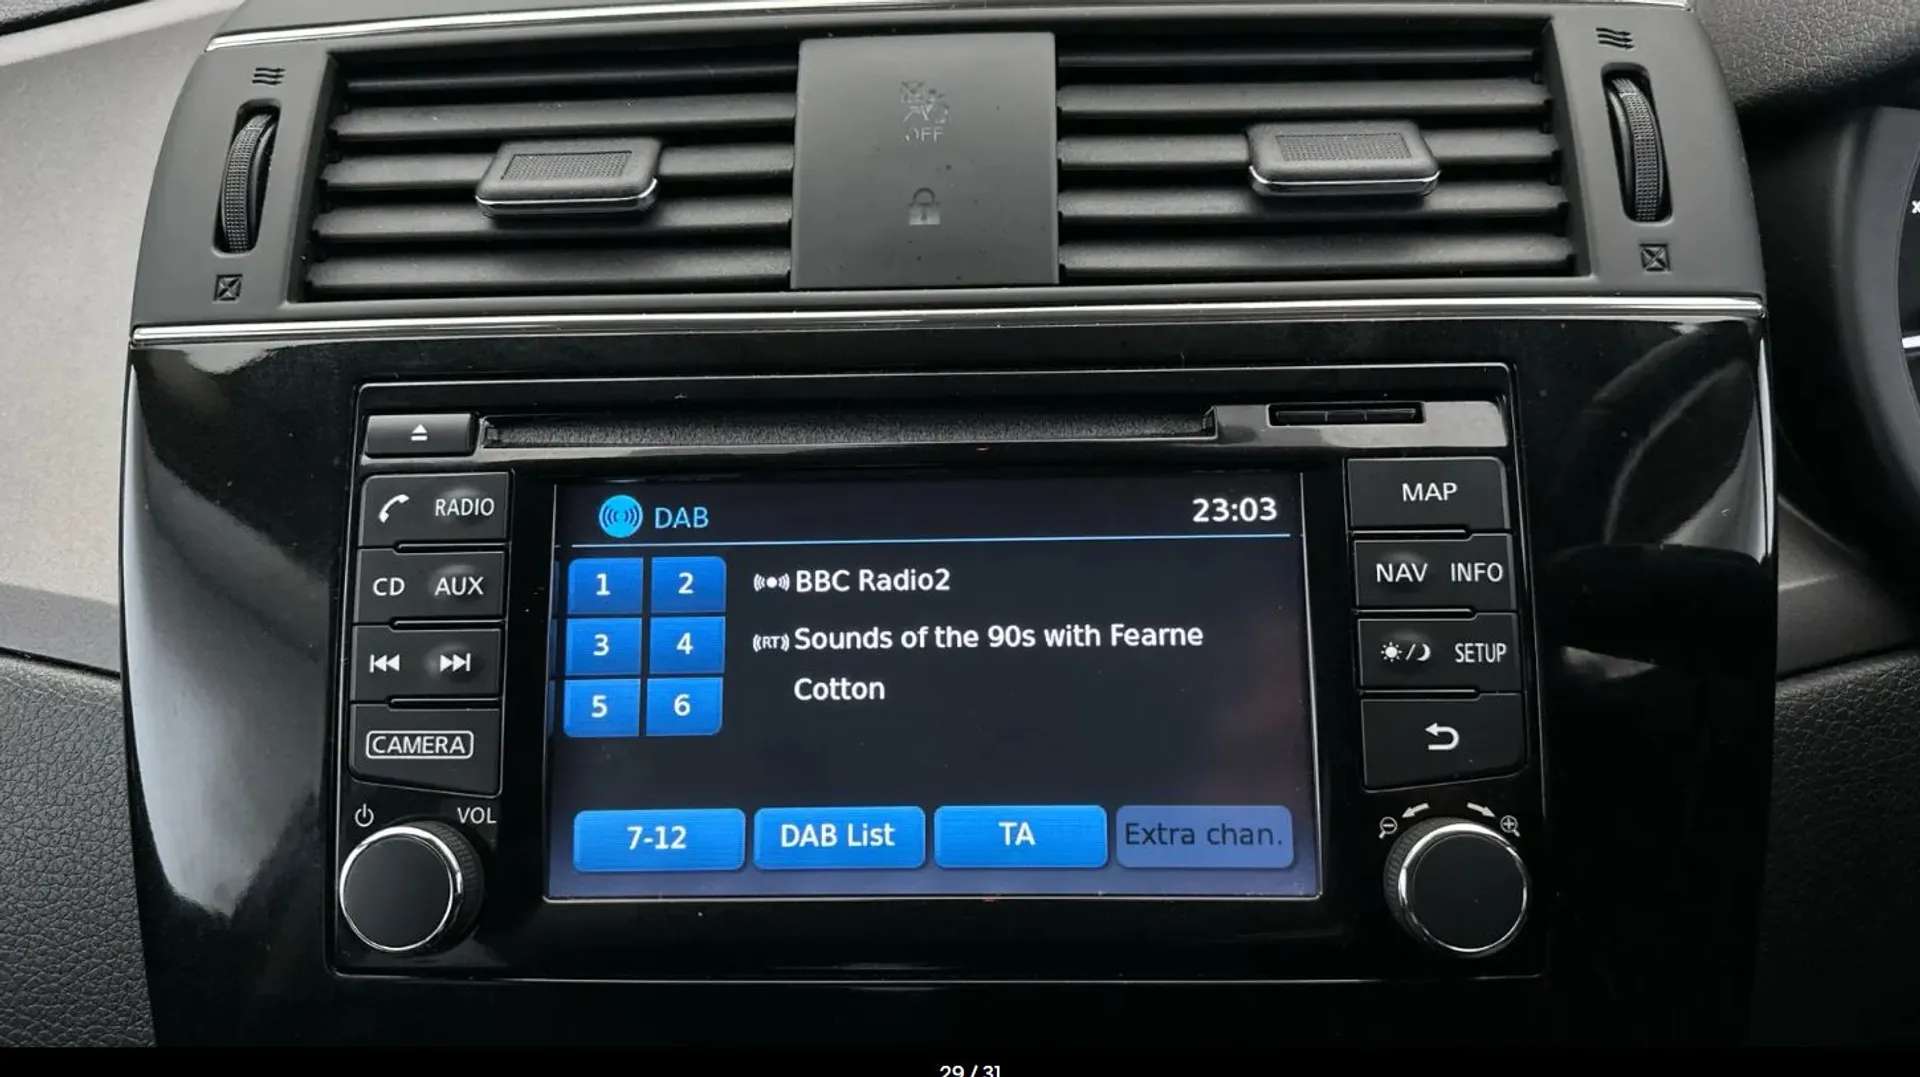 OFF
RADIO
CD AUX
CAMERA
VOL
DAB
23:03
1 2
3 4
5 6
BBC Radio2
(RT) Sounds of the 90s with Fearne
Cotton
7-12 DAB List TA Extra chan.
MAP
NAV INFO
SETUP
29 / 31